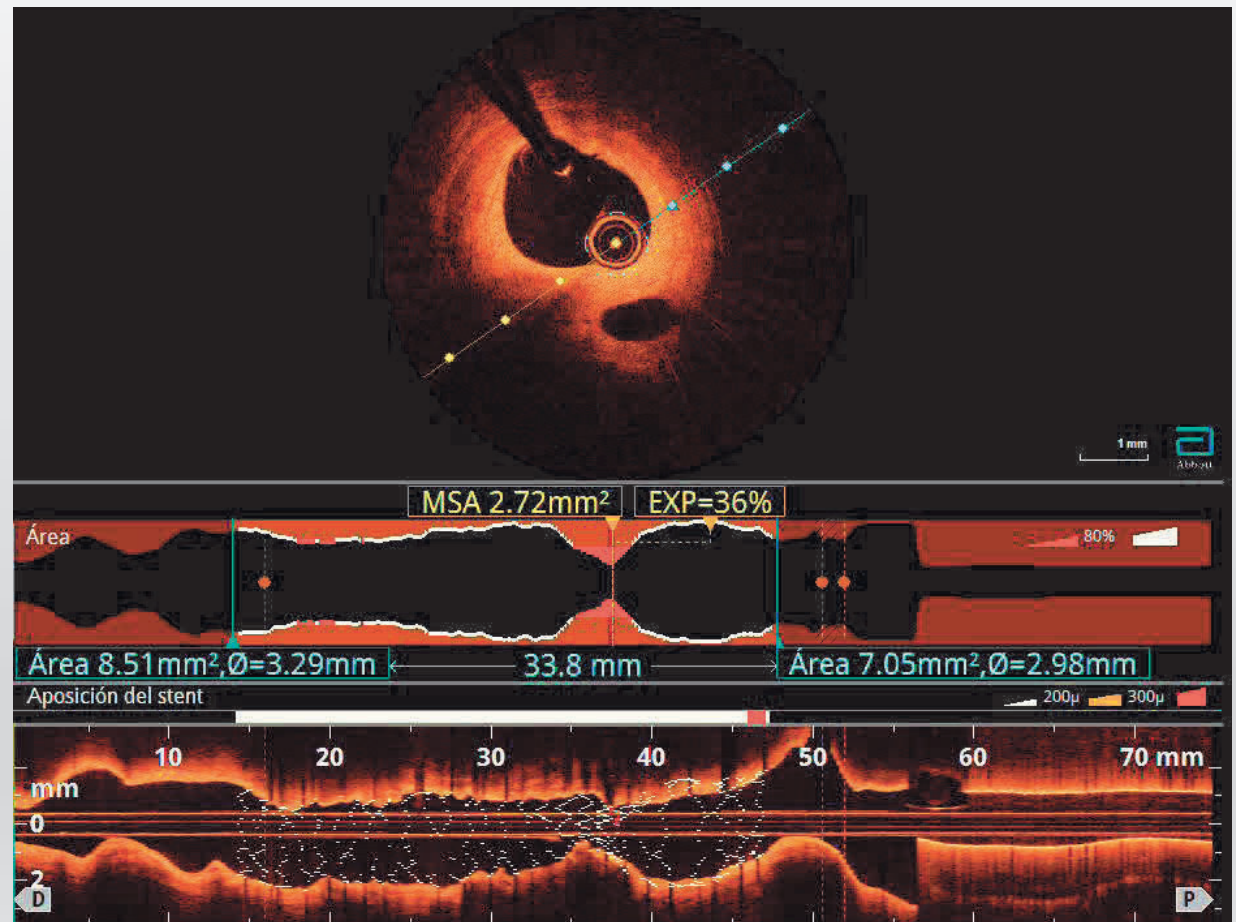 1 mm
Abbott
MSA 2.72mm² EXP=36%
Área
80%
Área 8.51mm²,Ø=3.29mm 33.8 mm Área 7.05mm²,Ø=2.98mm
Aposición del stent 200µ 300µ
10 20 30 40 50 60 70 mm
mm
0
2
D P